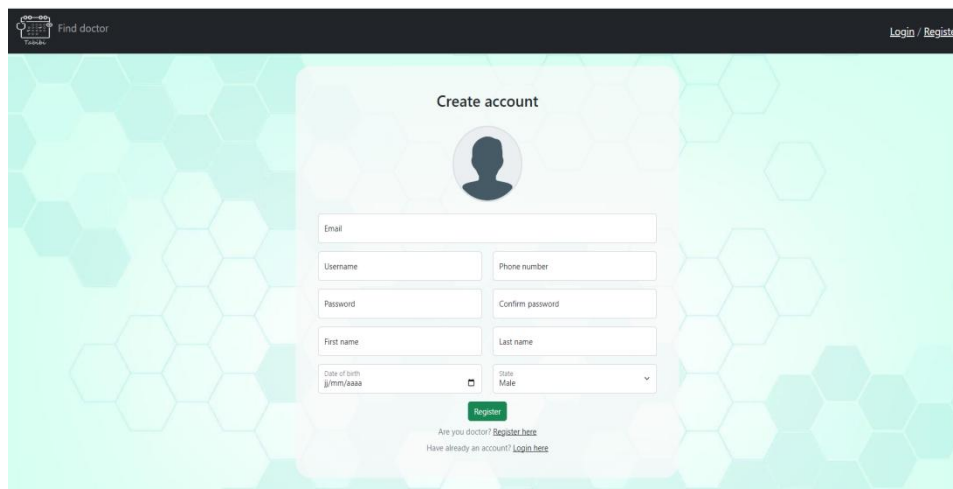 Find doctor
Login / Registe
Tabibi
Create account
Email
Username Phone number
Password Confirm password
First name Last name
Date of birth State
jj/mm/aaaa Male
Register
Are you doctor? Register here
Have already an account? Login here